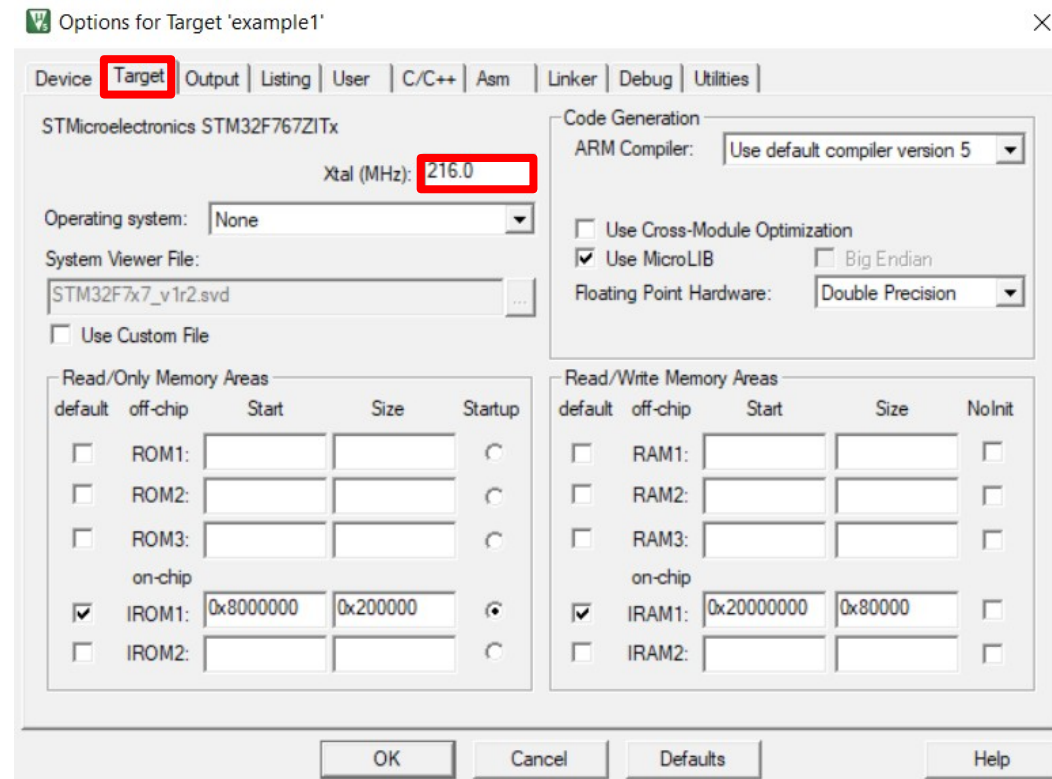 Options for Target 'example1'
Device Target Output Listing User C/C++ Asm Linker Debug Utilities
STMicroelectronics STM32F767ZITx
Xtal (MHz): 216.0
Operating system: None
System Viewer File:
STM32F7x7_v1r2.svd ...
Use Custom File
Code Generation
ARM Compiler: Use default compiler version 5
Use Cross-Module Optimization
Use MicroLIB Big Endian
Floating Point Hardware: Double Precision
Read/Only Memory Areas
default off-chip Start Size Startup
ROM1:
ROM2:
ROM3:
on-chip
IROM1: 0x8000000 0x200000
IROM2:
Read/Write Memory Areas
default off-chip Start Size NoInit
RAM1:
RAM2:
RAM3:
on-chip
IRAM1: 0x20000000 0x80000
IRAM2:
OK Cancel Defaults Help